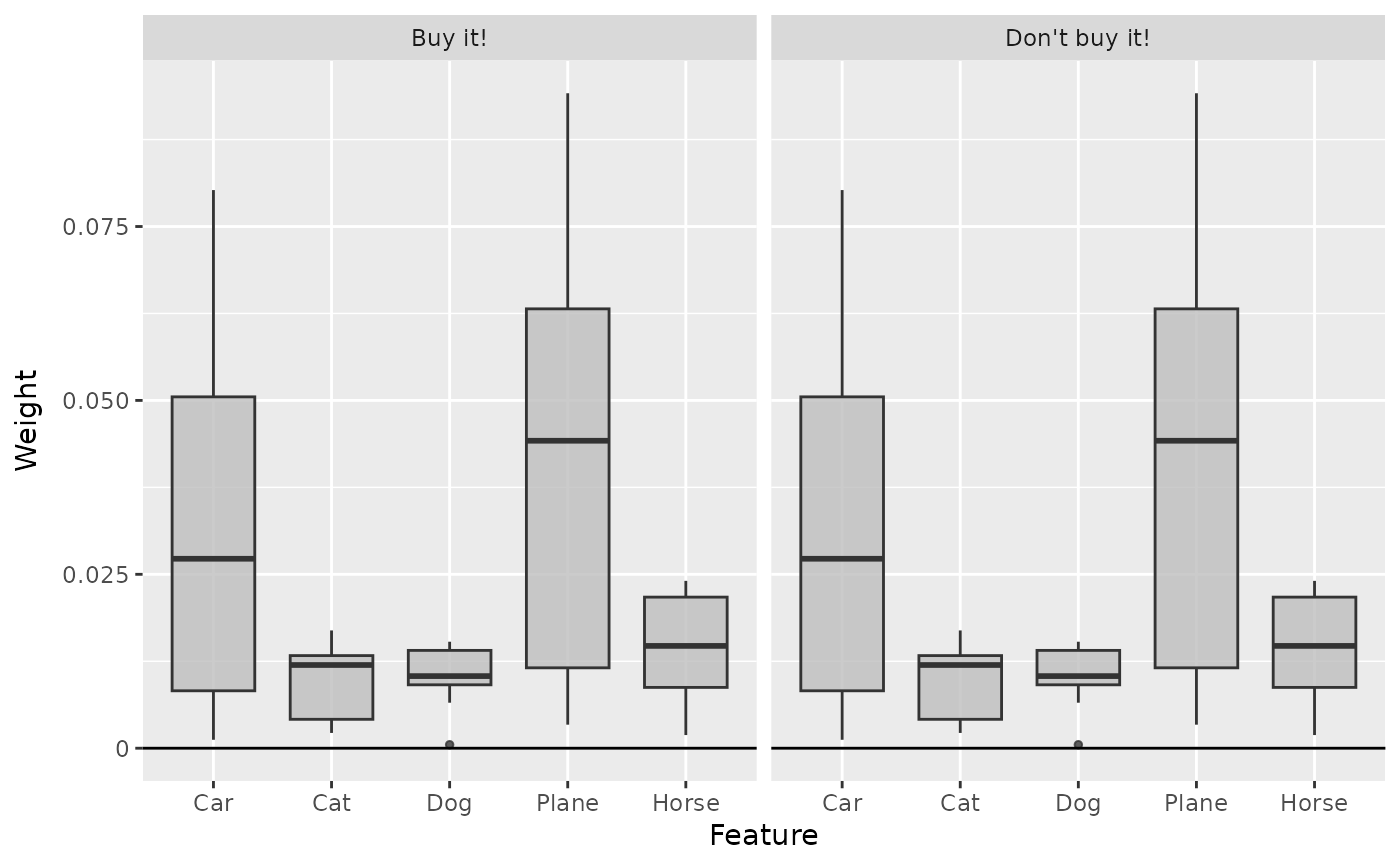 Buy it!
Don't buy it!
Weight
0.075
0.050
0.025
0
Car Cat Dog Plane Horse
Car Cat Dog Plane Horse
Feature